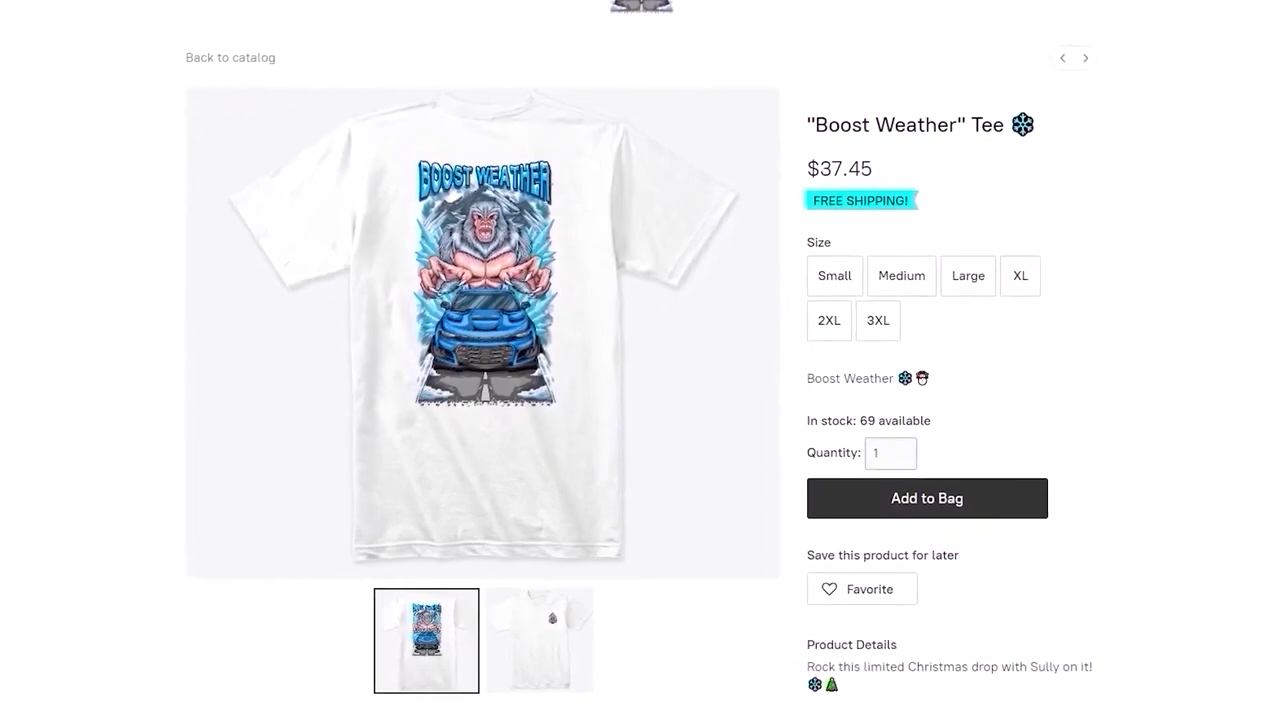 Back to catalog
BOOST WEATHER
"Boost Weather" Tee
$37.45
FREE SHIPPING!
Size
Small Medium Large XL
2XL 3XL
Boost Weather
In stock: 69 available
Quantity: 1
Add to Bag
Save this product for later
Favorite
Product Details
Rock this limited Christmas drop with Sully on it!